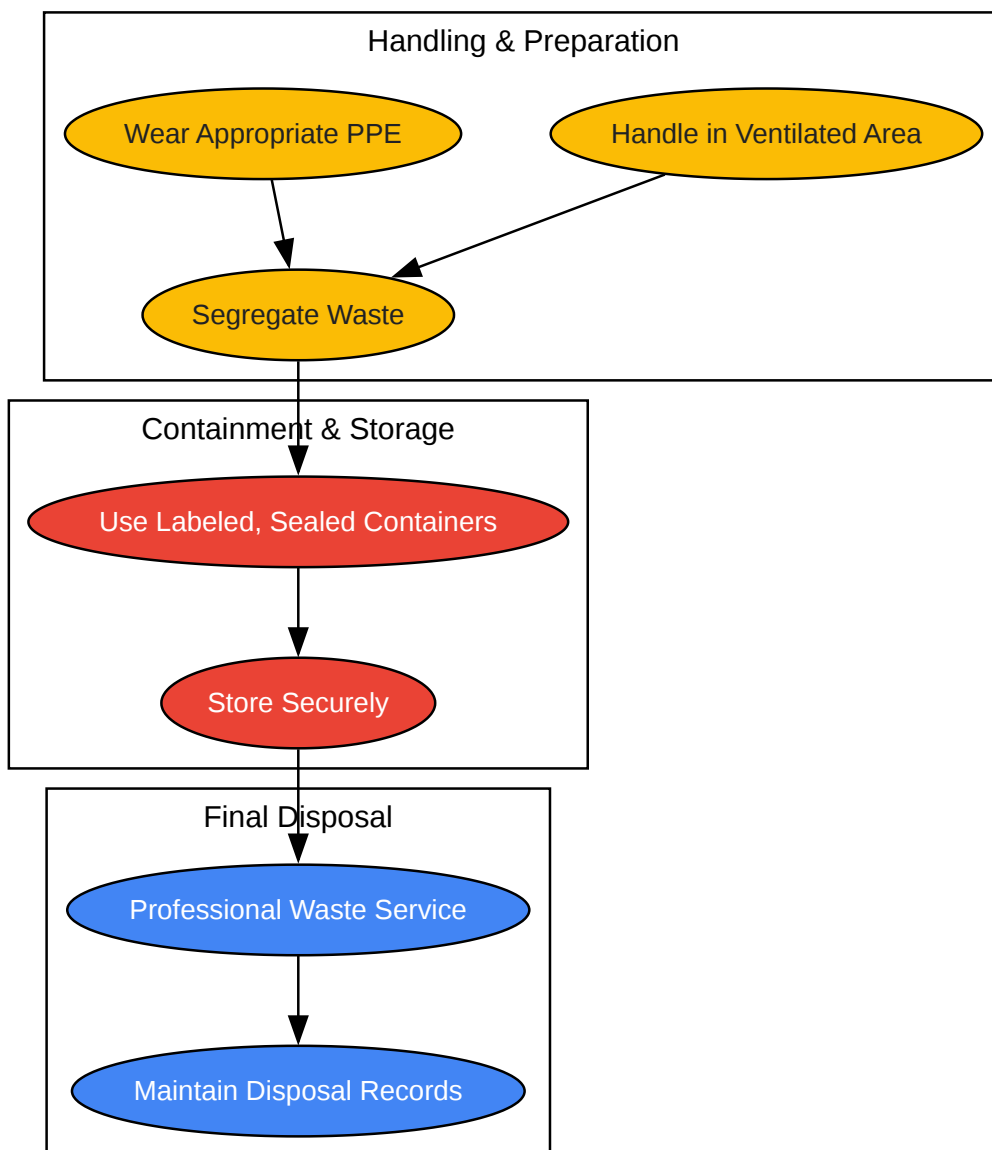 Handling & Preparation
Wear Appropriate PPE
Handle in Ventilated Area
Segregate Waste
Containment & Storage
Use Labeled, Sealed Containers
Store Securely
Final Disposal
Professional Waste Service
Maintain Disposal Records